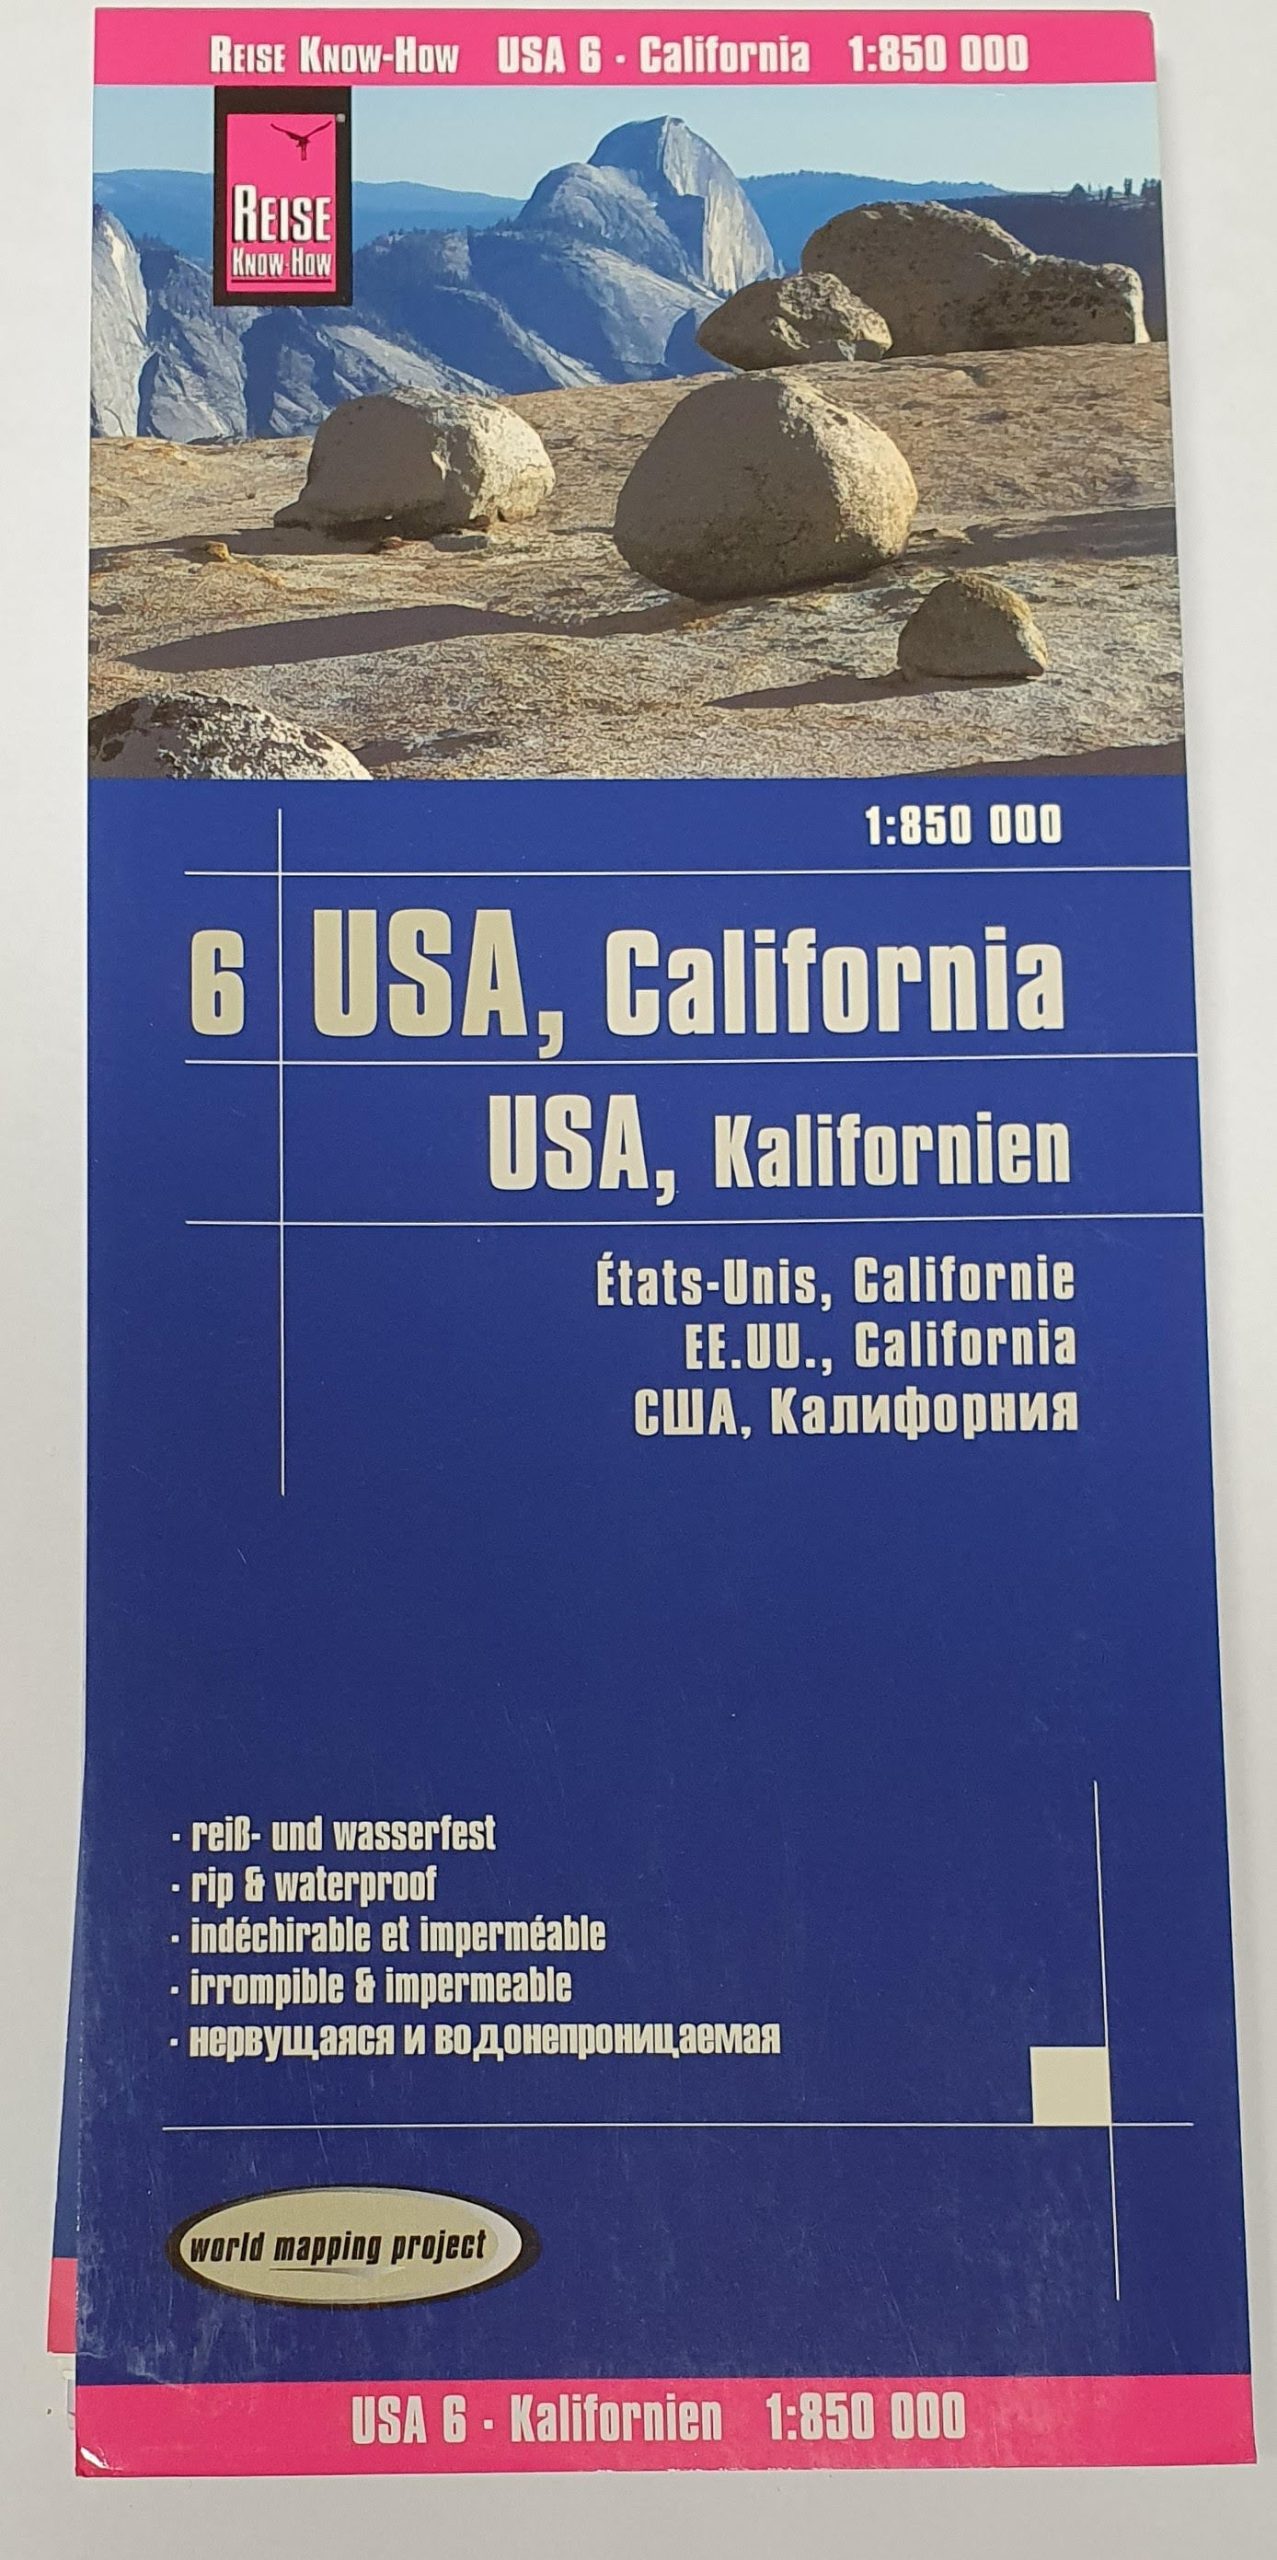 REISE KNOW-HOW USA 6 · California 1:850 000
REISE
KNOW-HOW
1:850 000
6 USA, California
USA, Kalifornien
États-Unis, Californie
EE.UU., California
США, Калифорния
· reiß- und wasserfest
· rip & waterproof
· indéchirable et imperméable
· irrompible & impermeable
· нервущаяся и водонепроницаемая
world mapping project
USA 6 · Kalifornien 1:850 000